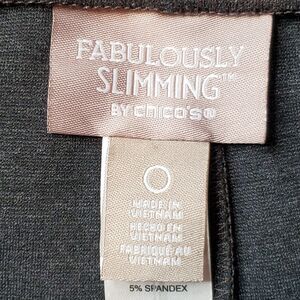 FABULOUSLY
SLIMMING™
BY chico's®
0
MADE IN
VIETNAM
HECHO EN
VIETNAM
FABRIQUÉ AU
VIETNAM
5% SPANDEX